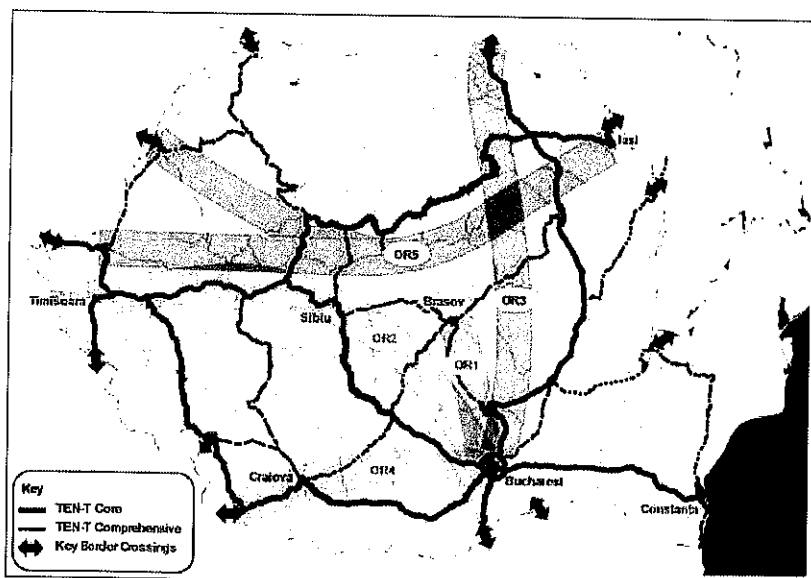 Iasi
OR5
Timisoara
Brasov
OR3
Sibiu
OR2
OR1
Craiova
OR4
Bucharest
Constanta
Key
TEN-T Core
TEN-T Comprehensive
Key Border Crossings